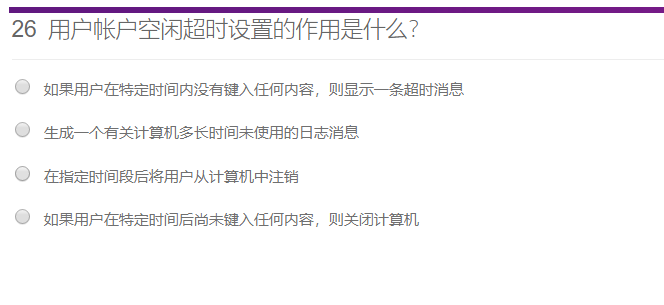 26 用户帐户空闲超时设置的作用是什么?
如果用户在特定时间内没有键入任何内容，则显示一条超时消息
生成一个有关计算机多长时间未使用的日志消息
在指定时间段后将用户从计算机中注销
如果用户在特定时间后尚未键入任何内容，则关闭计算机